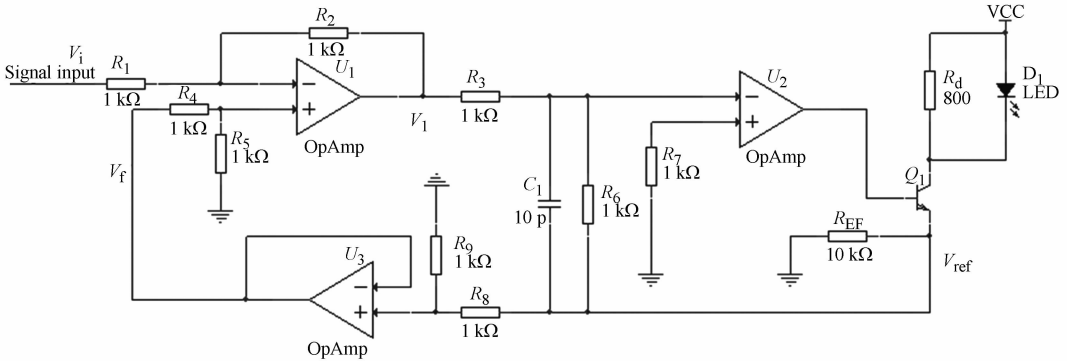 Vi
Signal input
R1
1 kΩ
R2
1 kΩ
R4
1 kΩ
R5
1 kΩ
Vf
U1
−
+
OpAmp
V1
R3
1 kΩ
C1
10 p
R6
1 kΩ
R7
1 kΩ
U2
−
+
OpAmp
VCC
Rd
800
D1
LED
Q1
REF
10 kΩ
Vref
U3
−
+
OpAmp
R9
1 kΩ
R8
1 kΩ